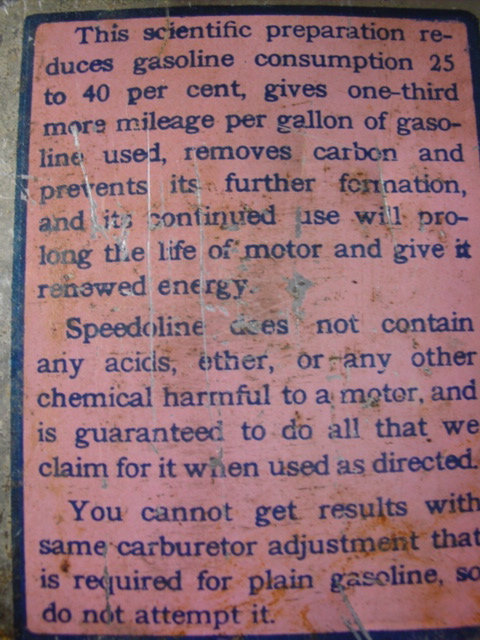 This scientific preparation re-
duces gasoline consumption 25
to 40 per cent, gives one-third
more mileage per gallon of gaso-
line used, removes carbon and
prevents its further formation,
and its continued use will pro-
long the life of motor and give it
renewed energy.
Speedoline does not contain
any acids, ether, or any other
chemical harmful to a motor, and
is guaranteed to do all that we
claim for it when used as directed.
You cannot get results with
same carburetor adjustment that
is required for plain gasoline, so
do not attempt it.